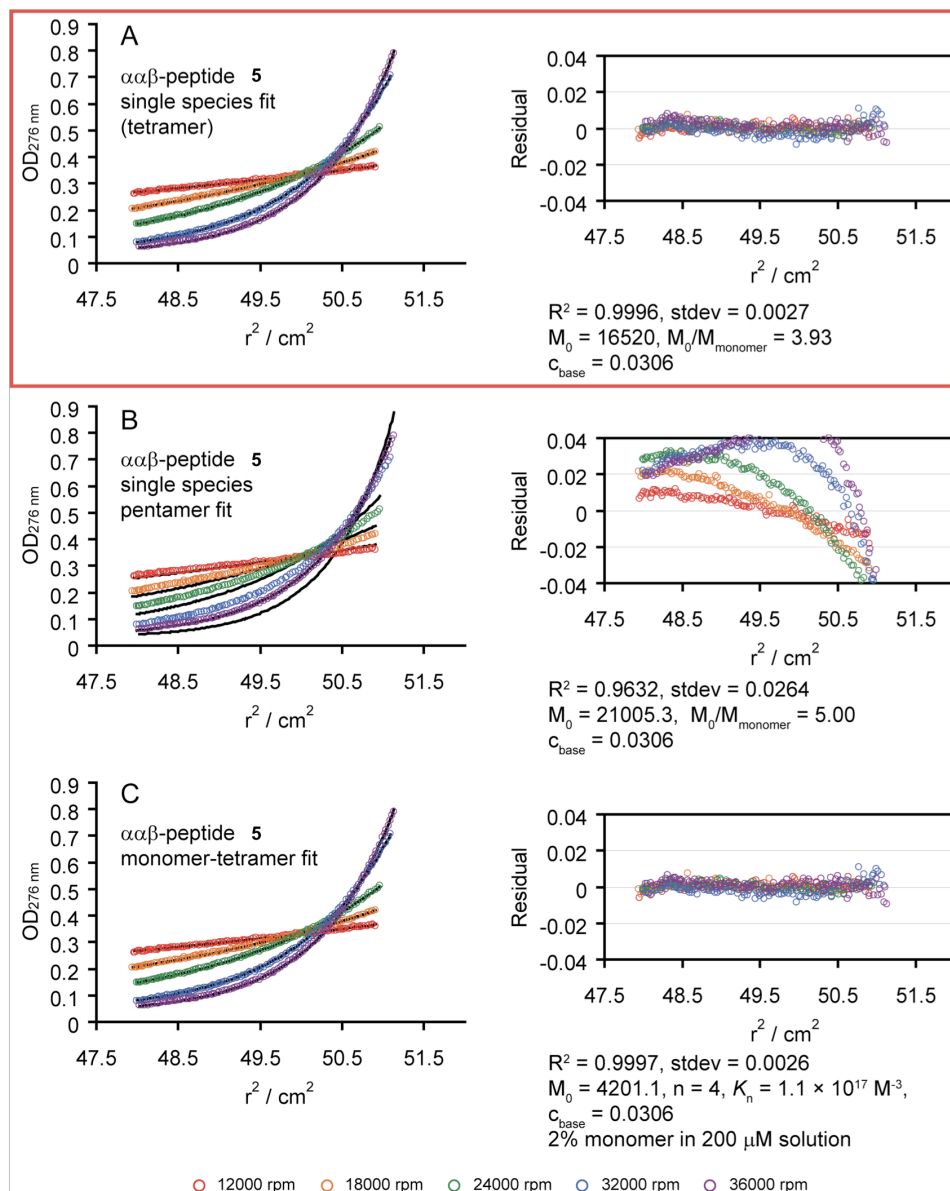 A
ααβ-peptide 5
single species fit
(tetramer)
OD276 nm
0.9
0.8
0.7
0.6
0.5
0.4
0.3
0.2
0.1
0
47.5 48.5 49.5 50.5 51.5
r² / cm²
Residual
0.04
0.02
0
-0.02
-0.04
47.5 48.5 49.5 50.5 51.5
r² / cm²
R² = 0.9996, stdev = 0.0027
M₀ = 16520, M₀/Mmonomer = 3.93
cbase = 0.0306
B
ααβ-peptide 5
single species
pentamer fit
OD276 nm
0.9
0.8
0.7
0.6
0.5
0.4
0.3
0.2
0.1
0
47.5 48.5 49.5 50.5 51.5
r² / cm²
Residual
0.04
0.02
0
-0.02
-0.04
47.5 48.5 49.5 50.5 51.5
r² / cm²
R² = 0.9632, stdev = 0.0264
M₀ = 21005.3, M₀/Mmonomer = 5.00
cbase = 0.0306
C
ααβ-peptide 5
monomer-tetramer fit
OD276 nm
0.9
0.8
0.7
0.6
0.5
0.4
0.3
0.2
0.1
0
47.5 48.5 49.5 50.5 51.5
r² / cm²
Residual
0.04
0.02
0
-0.02
-0.04
47.5 48.5 49.5 50.5 51.5
r² / cm²
R² = 0.9997, stdev = 0.0026
M₀ = 4201.1, n = 4, Kₙ = 1.1 × 10¹⁷ M⁻³,
cbase = 0.0306
2% monomer in 200 μM solution
12000 rpm 18000 rpm 24000 rpm 32000 rpm 36000 rpm